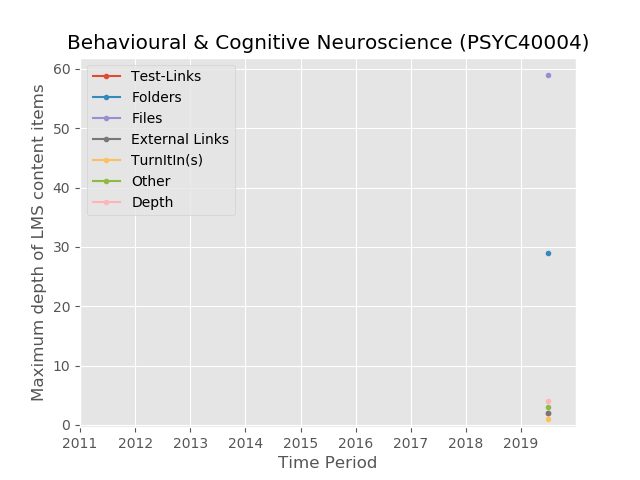 Behavioural & Cognitive Neuroscience (PSYC40004)
Maximum depth of LMS content items
60
50
40
30
20
10
0
Test-Links
Folders
Files
External Links
TurnItIn(s)
Other
Depth
2011 2012 2013 2014 2015 2016 2017 2018 2019
Time Period